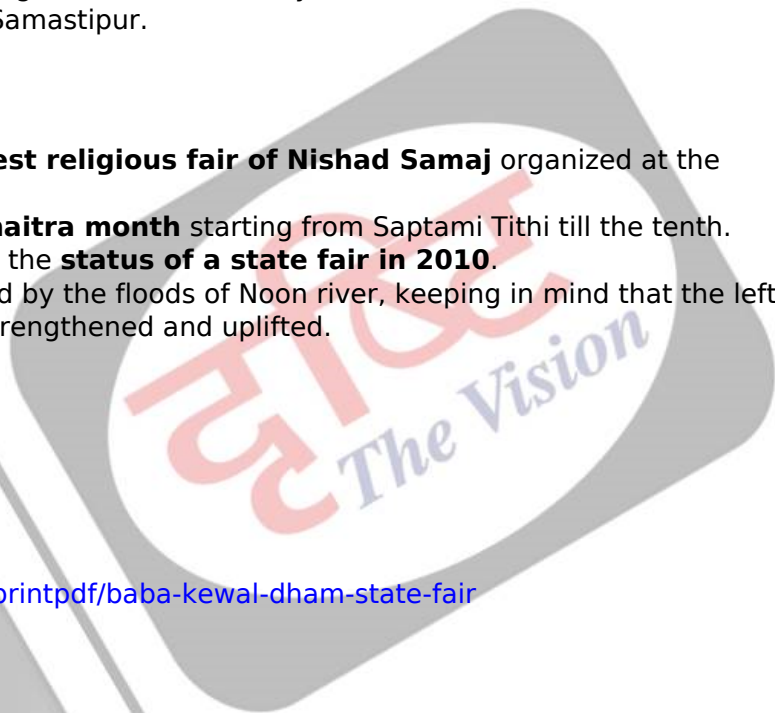 Samastipur.
est religious fair of Nishad Samaj organized at the
aitra month starting from Saptami Tithi till the tenth.
the status of a state fair in 2010.
d by the floods of Noon river, keeping in mind that the left
rengthened and uplifted.
दृष्टि
The Vision
printpdf/baba-kewal-dham-state-fair